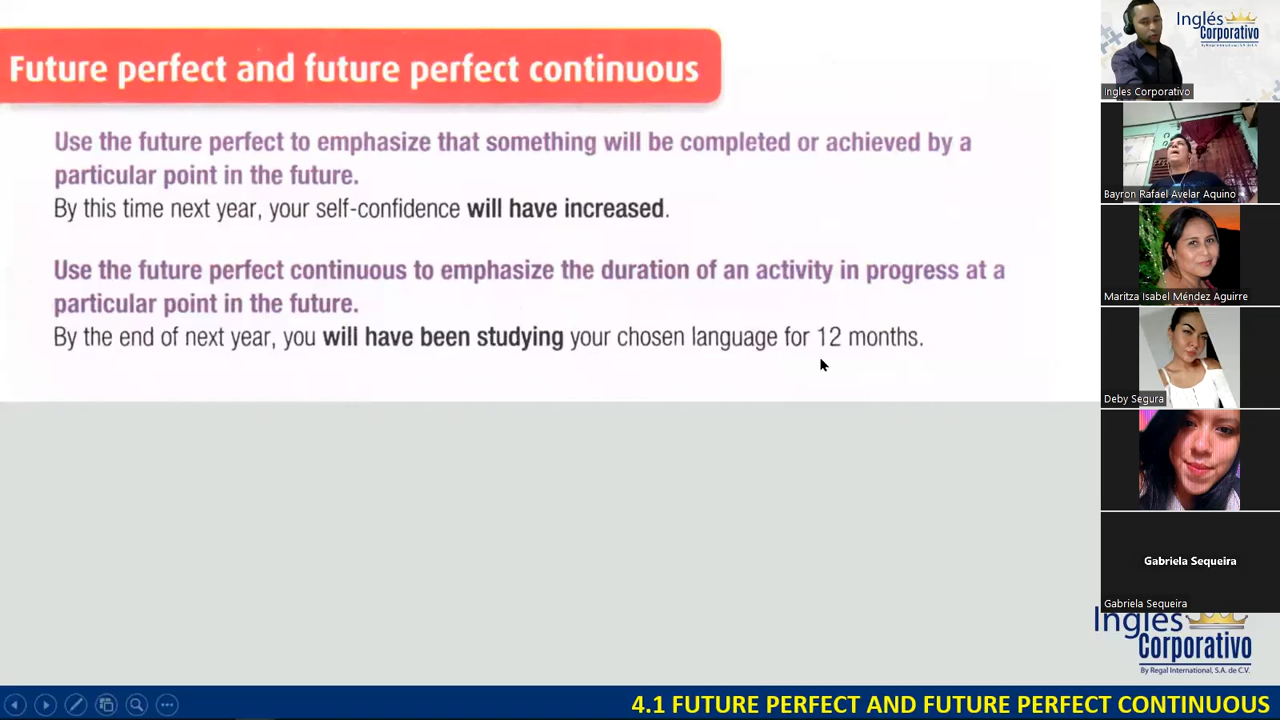 Future perfect and future perfect continuous
Use the future perfect to emphasize that something will be completed or achieved by a
particular point in the future.
By this time next year, your self-confidence will have increased.
Use the future perfect continuous to emphasize the duration of an activity in progress at a
particular point in the future.
By the end of next year, you will have been studying your chosen language for 12 months.
Inglés
Corporativo
By Regal International, S.A. de C.V.
Ingles Corporativo
Bayron Rafael Avelar Aquino
Maritza Isabel Méndez Aguirre
Deby Segura
Gabriela Sequeira
Gabriela Sequeira
Inglés
Corporativo
By Regal International, S.A. de C.V.
4.1 FUTURE PERFECT AND FUTURE PERFECT CONTINUOUS